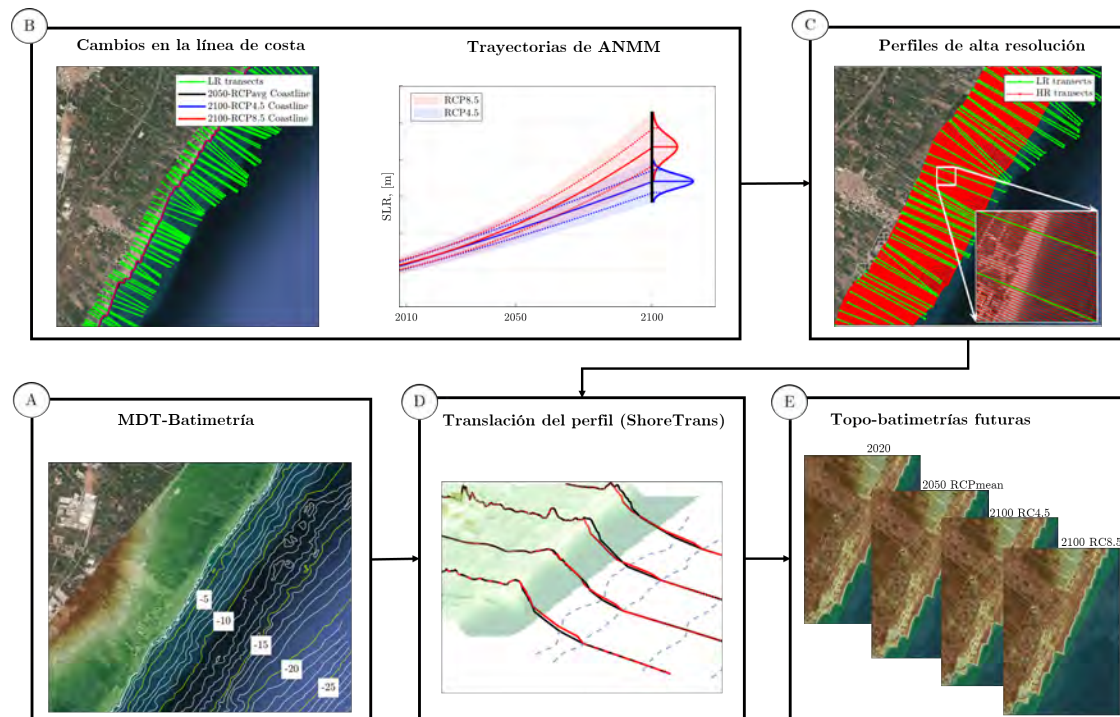 B
Cambios en la línea de costa
LR transects
2050-RCPavg Coastline
2100-RCP4.5 Coastline
2100-RCP8.5 Coastline
Trayectorias de ANMM
RCP8.5
RCP4.5
SLR, [m]
2010
2050
2100
C
Perfiles de alta resolución
LR transects
HR transects
A
MDT-Batimetría
-5
-10
-15
-20
-25
D
Translación del perfil (ShoreTrans)
E
Topo-batimetrías futuras
2020
2050 RCPmean
2100 RC4.5
2100 RC8.5